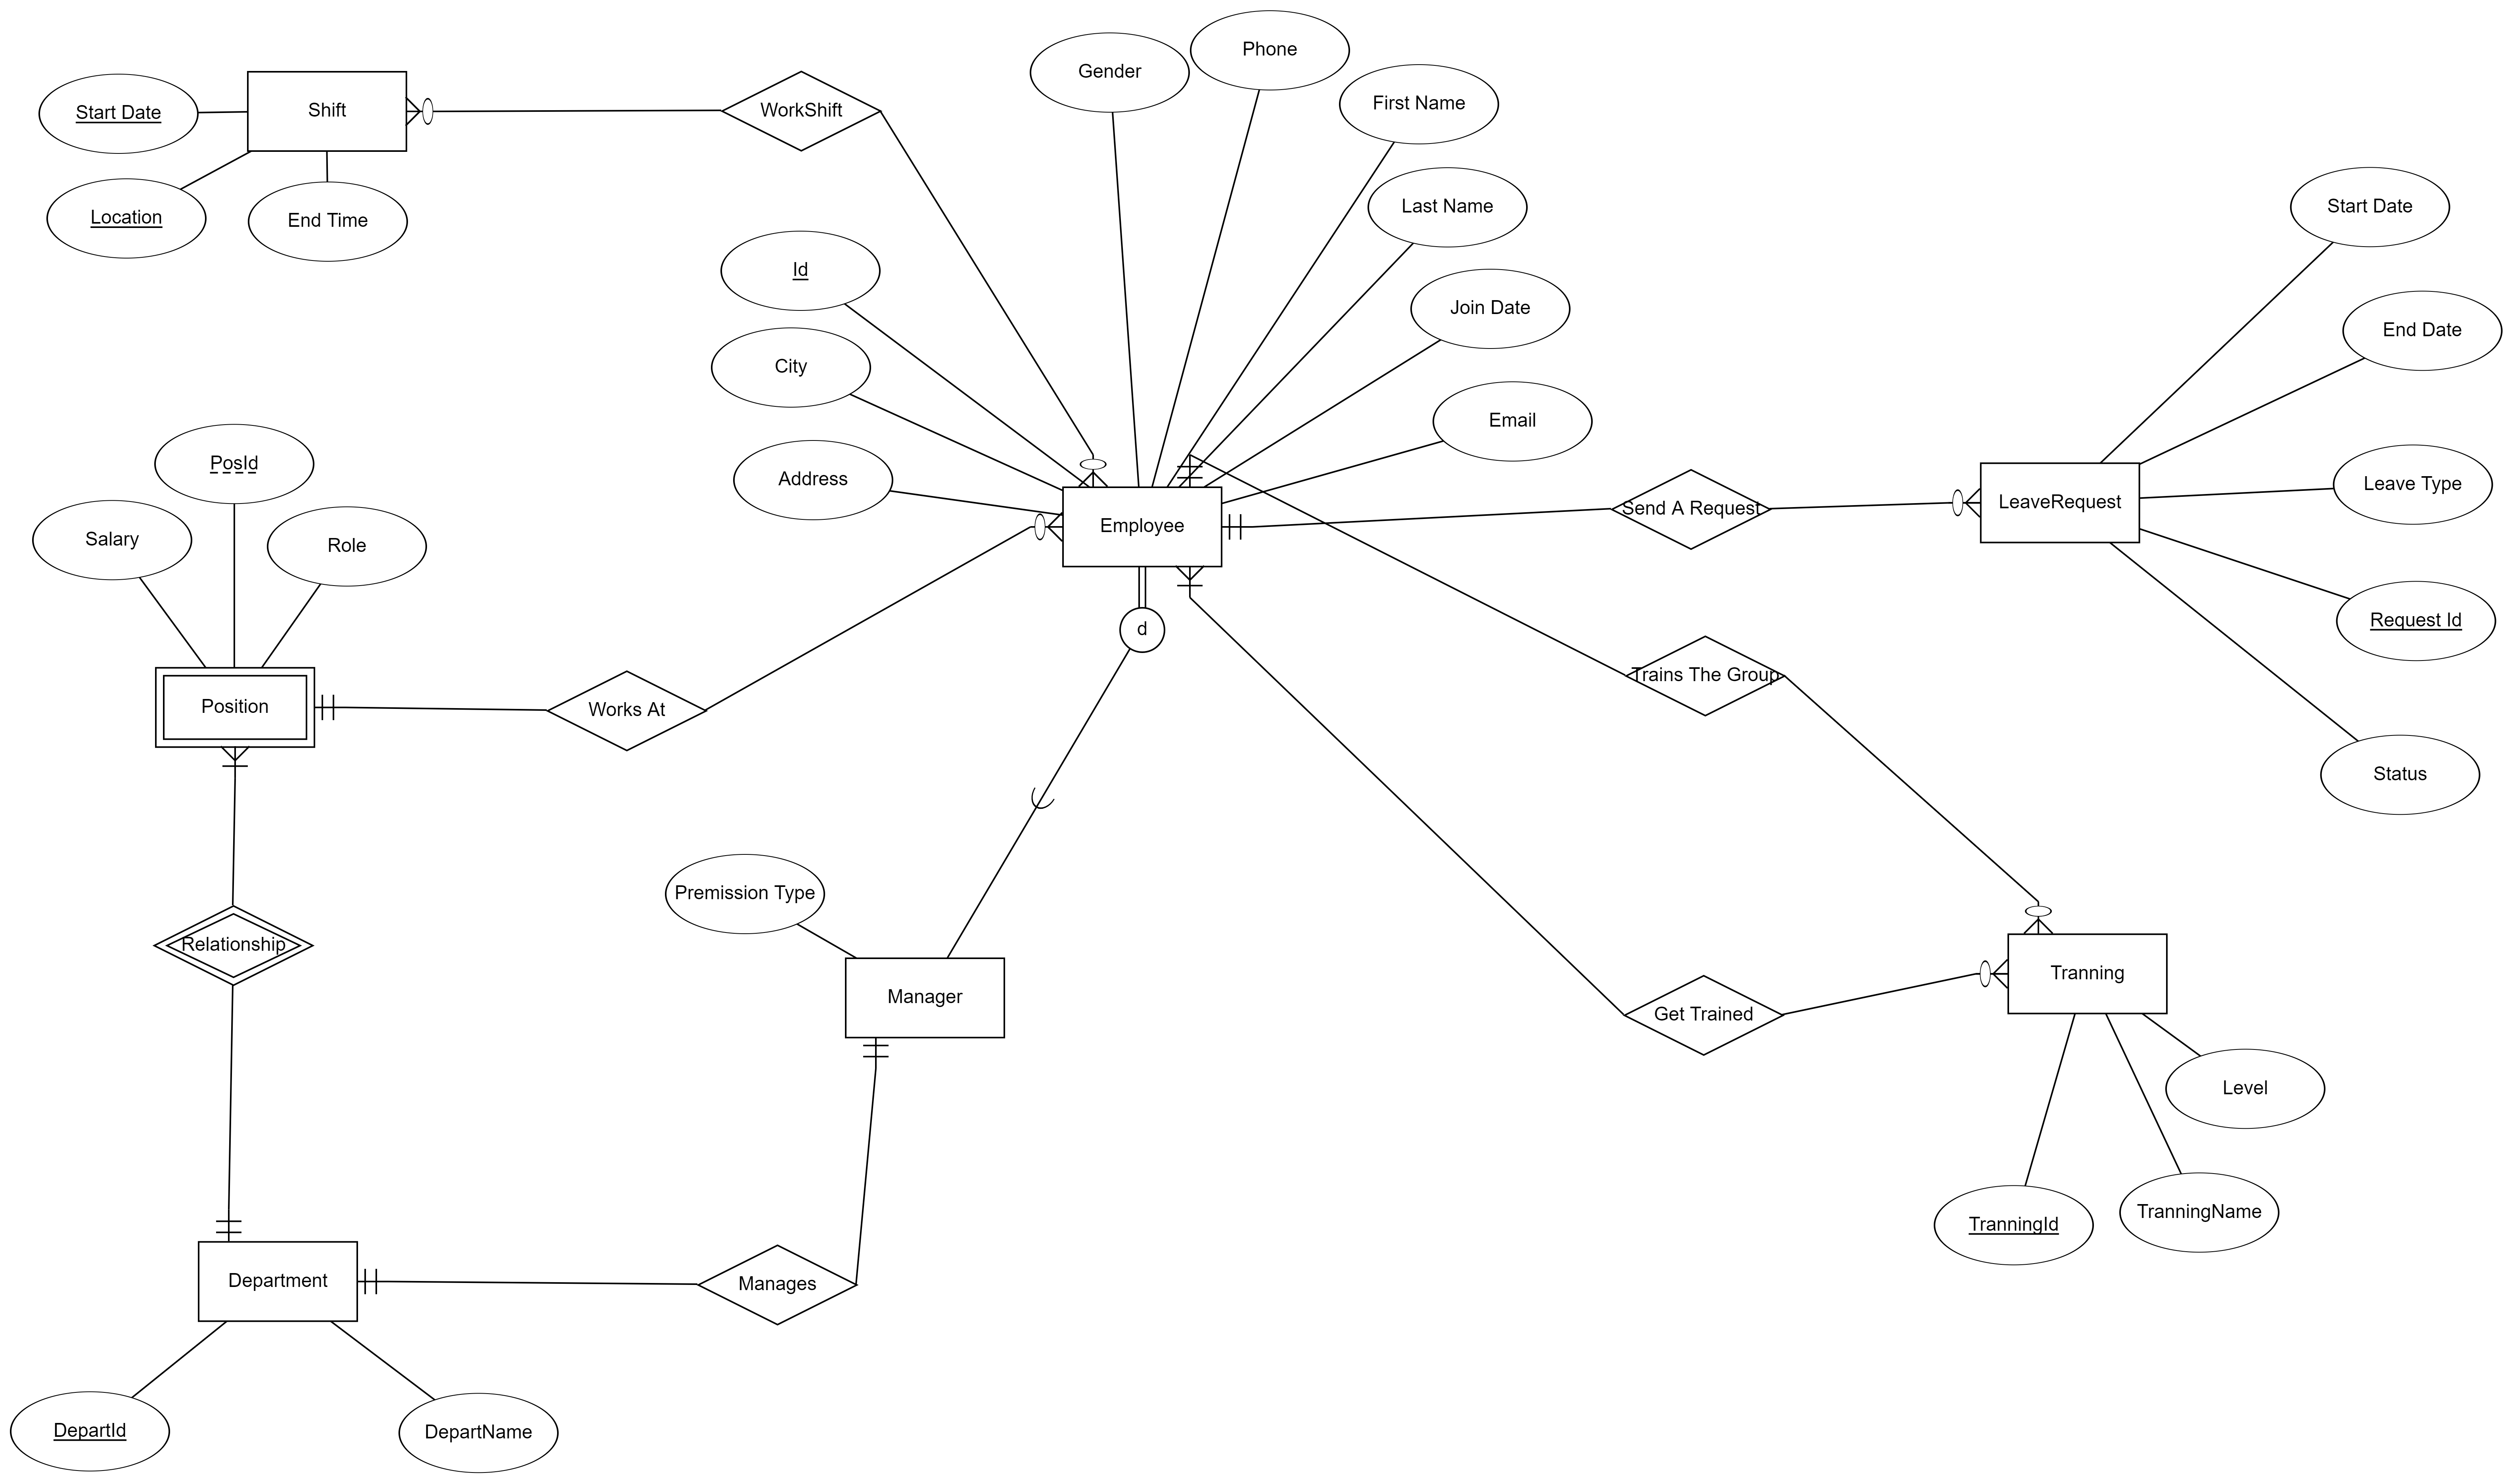 Phone
Gender
First Name
Start Date
Shift
WorkShift
Last Name
Start Date
Location
End Time
Id
Join Date
End Date
City
Email
PosId
Address
Leave Type
LeaveRequest
Send A Request
Employee
Salary
Role
Request Id
d
Trains The Group
Position
Works At
Status
Premission Type
Relationship
Tranning
Manager
Get Trained
Level
TranningName
TranningId
Department
Manages
DepartId
DepartName